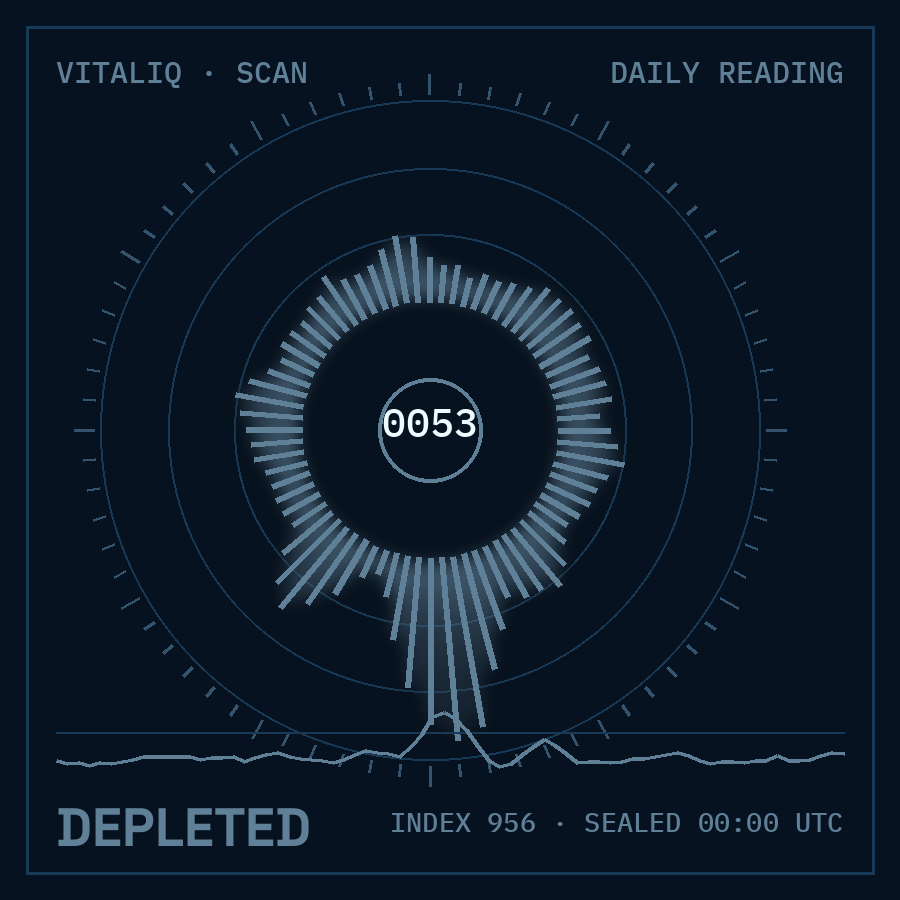 VITALIQ · SCAN
DAILY READING
0053
DEPLETED
INDEX 956 · SEALED 00:00 UTC